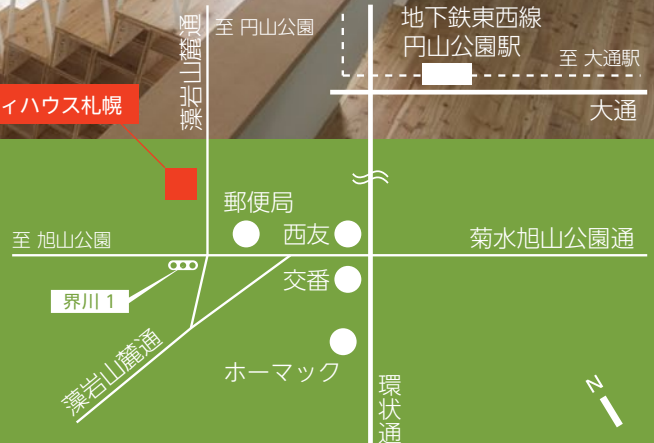 藻岩山麓通
至 円山公園
地下鉄東西線
円山公園駅
至 大通駅
大通
ィハウス札幌
郵便局
西友
至 旭山公園
菊水旭山公園通
交番
界川 1
藻岩山麓通
ホーマック
環状通
N